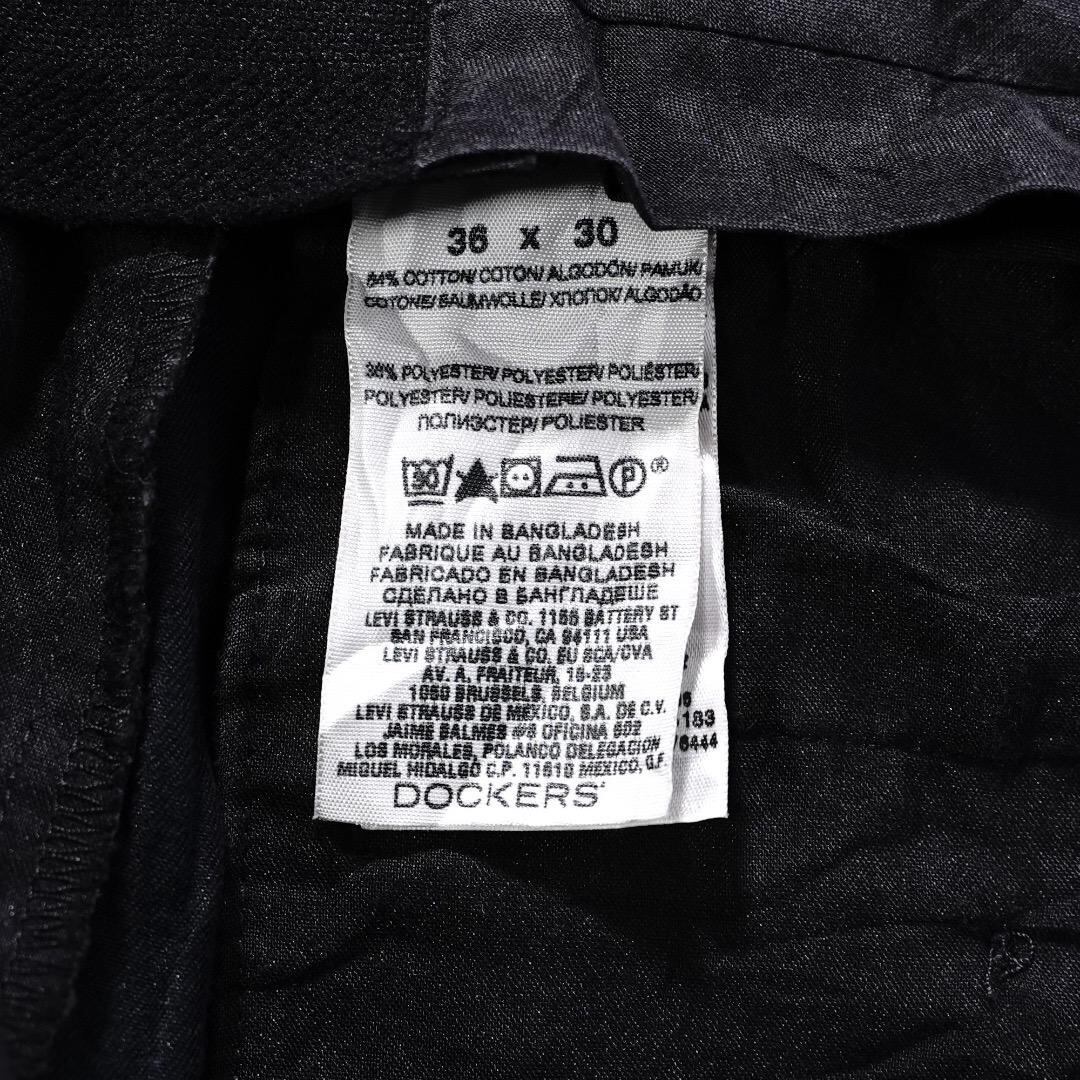 36 x 30
64% COTTON/ COTON/ ALGODÓN/ PAMUK/
COTONE/ BAUMWOLLE/ ХЛОПОК/ ALGODÃO
36% POLYESTER/ POLYESTER/ POLIÉSTER/
POLYESTER/ POLIESTERE/ POLYESTER/
ПОЛИЭСТЕР/ POLIESTER
30
P
®
MADE IN BANGLADESH
FABRIQUE AU BANGLADESH
FABRICADO EN BANGLADESH
СДЕЛАНО В БАНГЛАДЕШЕ
LEVI STRAUSS & CO. 1155 BATTERY ST
SAN FRANCISCO, CA 94111 USA
LEVI STRAUSS & CO. EU SCA/CVA
AV. A. FRAITEUR, 15-23
1050 BRUSSELS, BELGIUM
LEVI STRAUSS DE MEXICO, S.A. DE C.V.
JAIME BALMES #8 OFICINA 602
LOS MORALES, POLANCO DELEGACION
MIGUEL HIDALGO C.P. 11510 MEXICO,
DOCKERS
183
6444